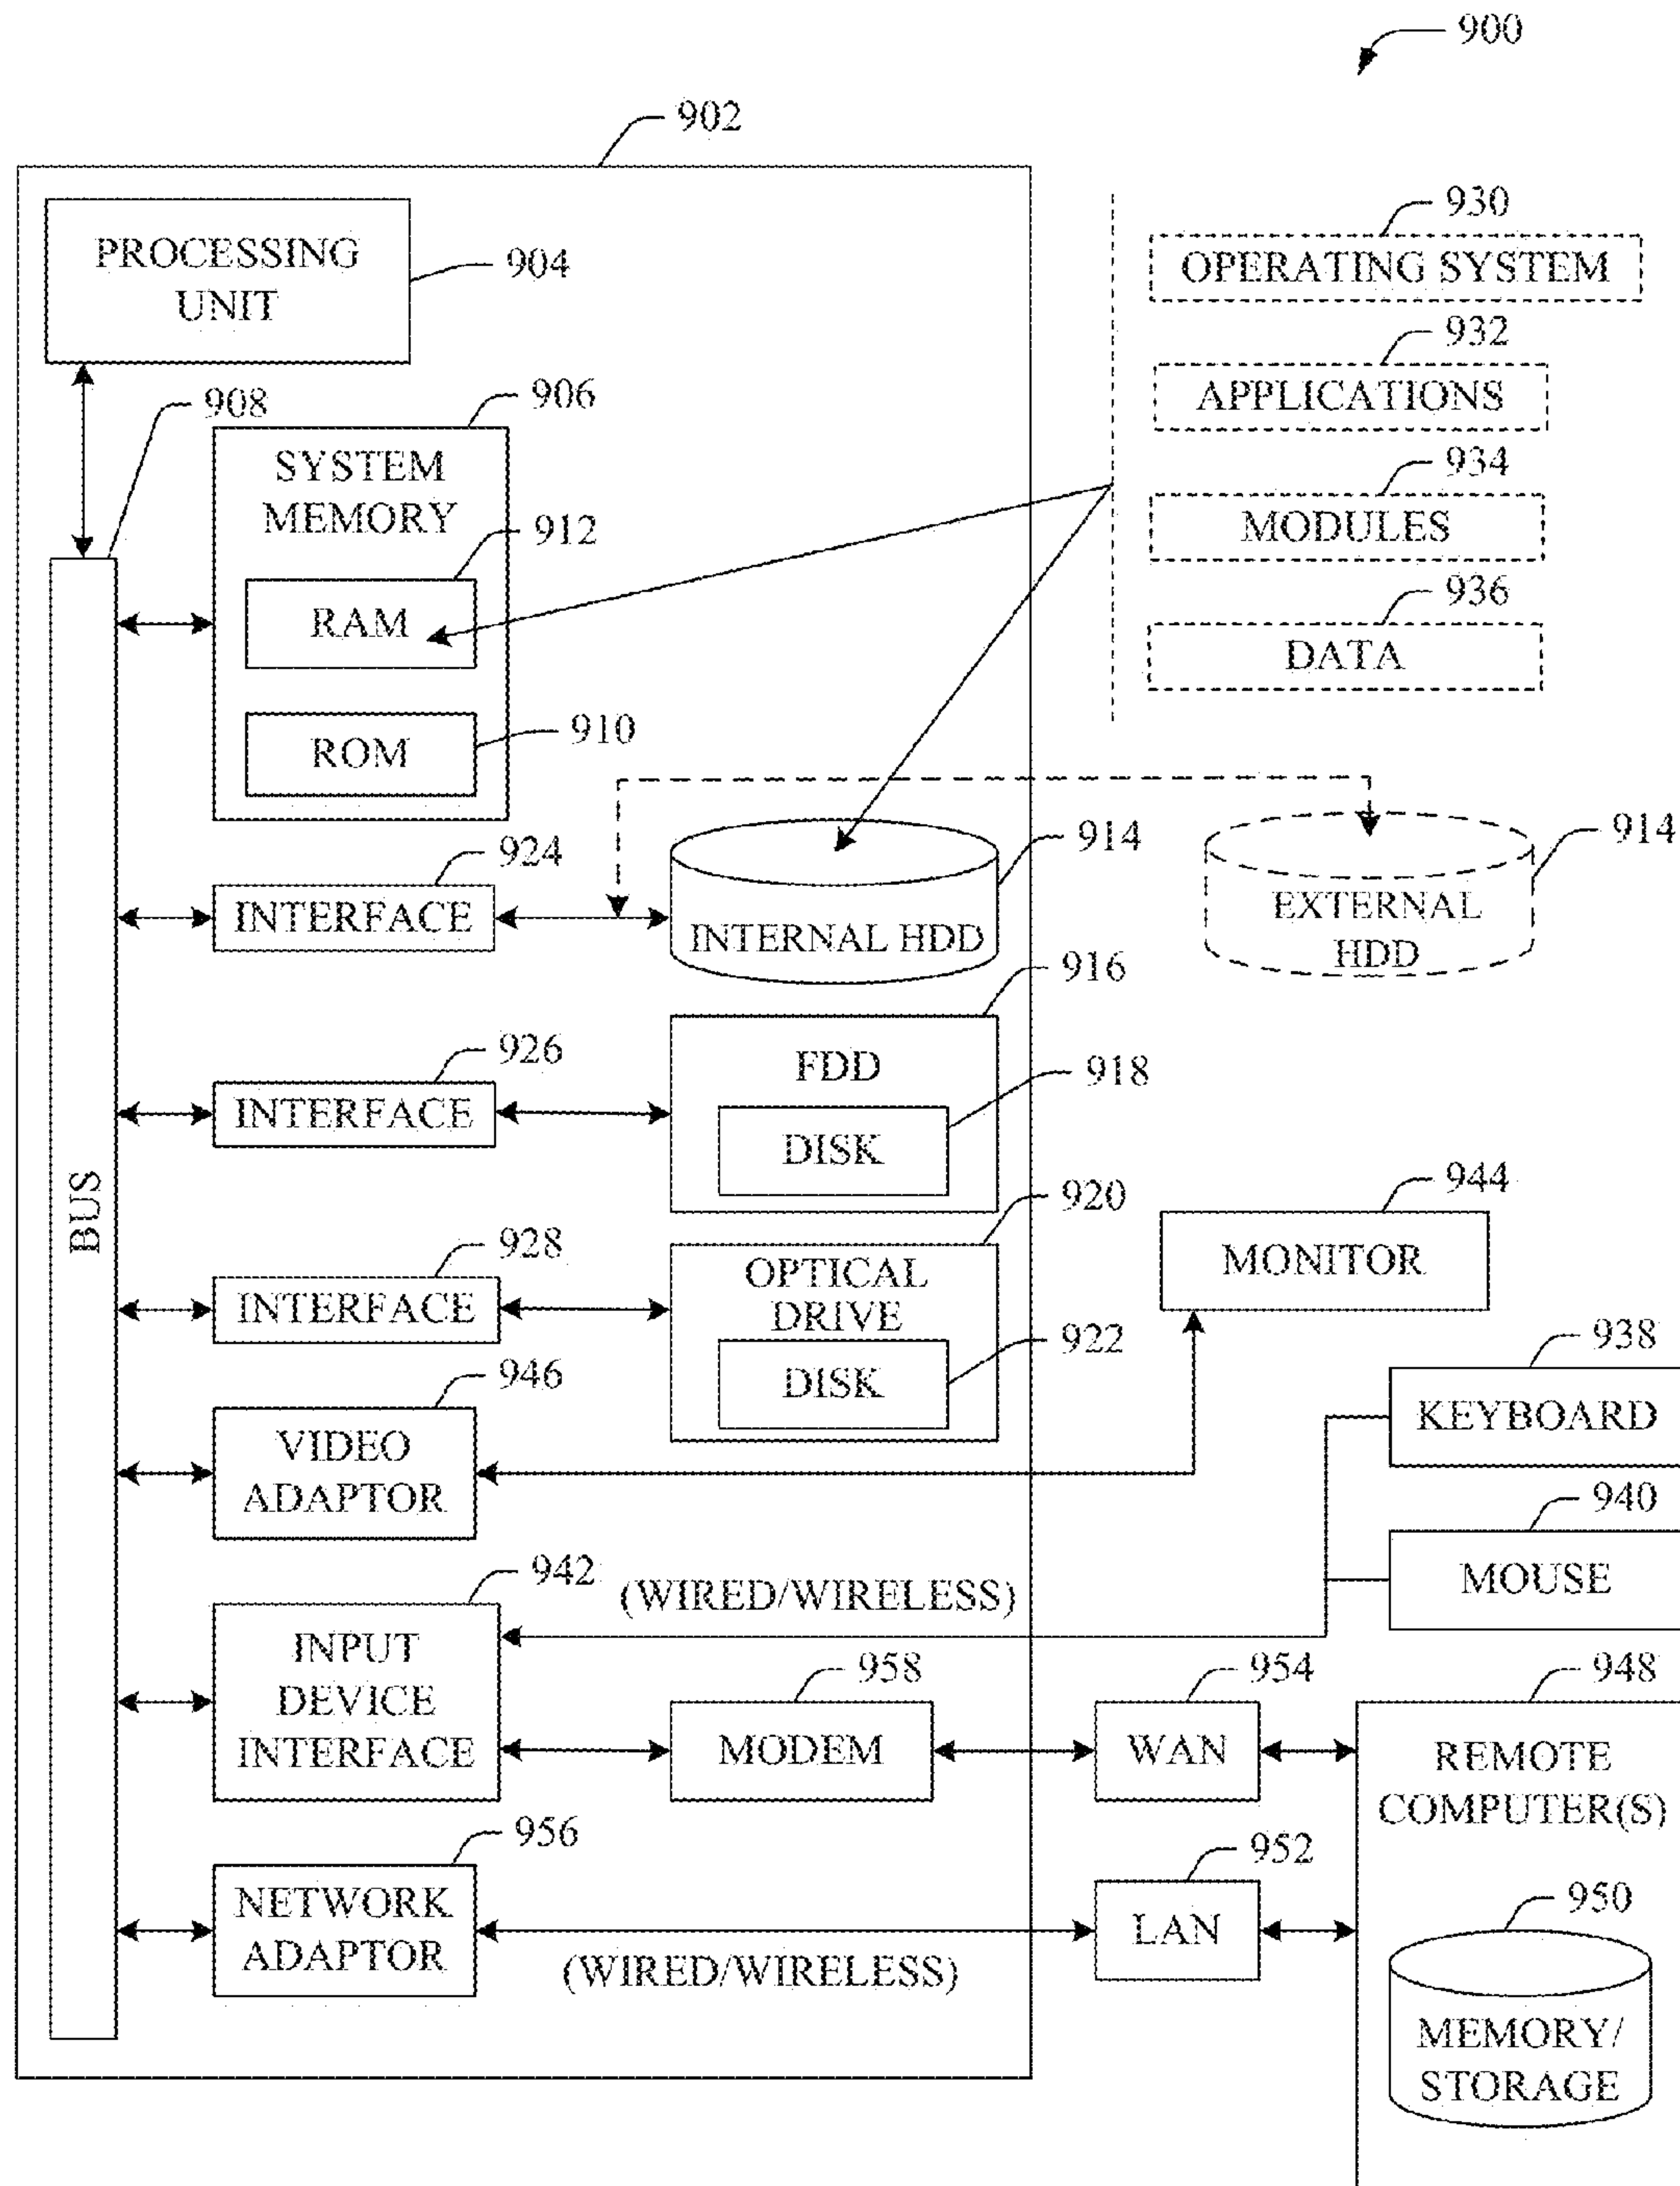 900
902
PROCESSING
UNIT
904
930
OPERATING SYSTEM
932
APPLICATIONS
908
906
SYSTEM
MEMORY
934
MODULES
912
RAM
936
DATA
910
ROM
924
INTERFACE
914
INTERNAL HDD
914
EXTERNAL
HDD
916
FDD
926
INTERFACE
918
DISK
BUS
920
OPTICAL
DRIVE
944
MONITOR
928
INTERFACE
922
DISK
938
KEYBOARD
946
VIDEO
ADAPTOR
940
MOUSE
942
(WIRED/WIRELESS)
INPUT
DEVICE
INTERFACE
958
MODEM
954
WAN
948
REMOTE
COMPUTER(S)
956
NETWORK
ADAPTOR
(WIRED/WIRELESS)
952
LAN
950
MEMORY/
STORAGE